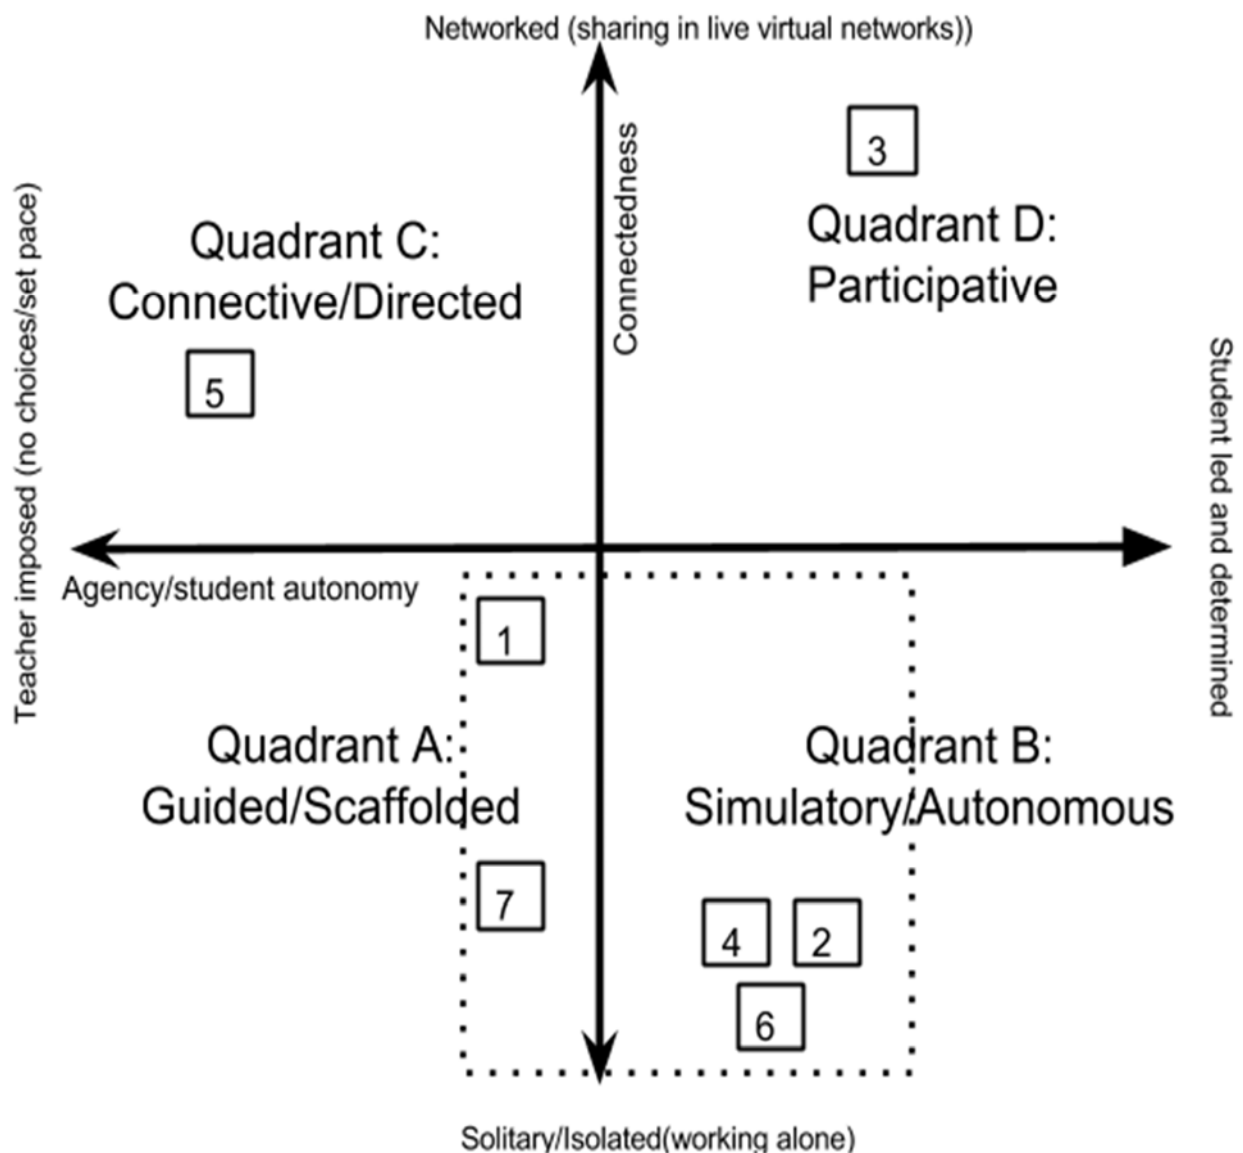 Networked (sharing in live virtual networks))
Connectedness
3
Quadrant C:
Connective/Directed
Quadrant D:
Participative
5
Teacher imposed (no choices/set pace)
Student led and determined
Agency/student autonomy
1
Quadrant A:
Guided/Scaffolded
Quadrant B:
Simulatory/Autonomous
7
4
2
6
Solitary/Isolated(working alone)